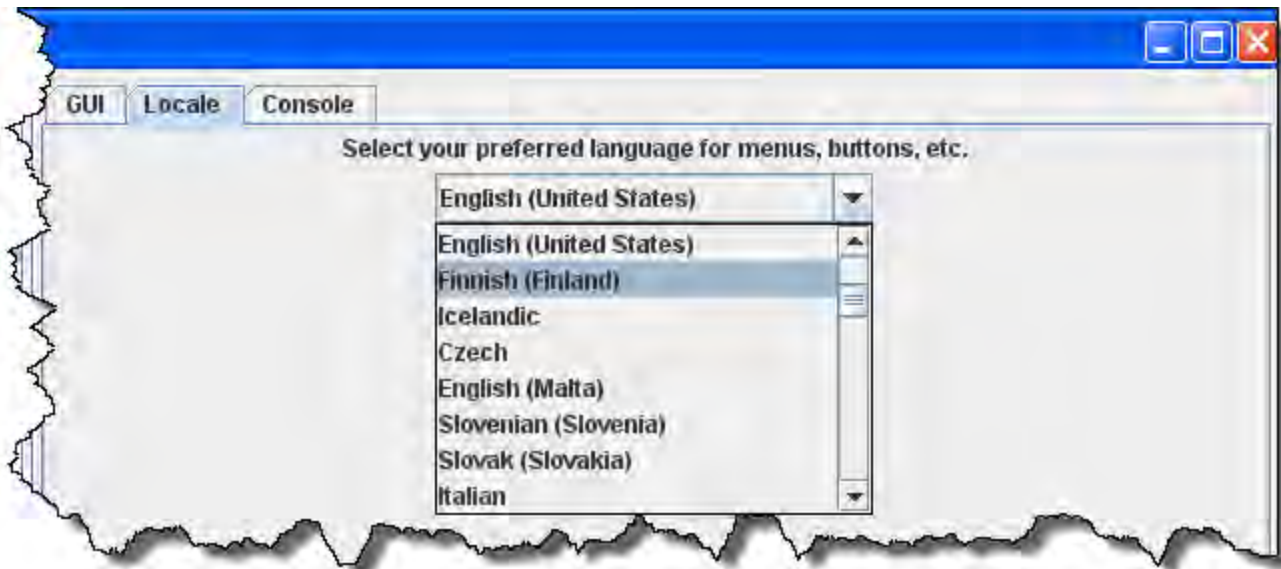 GUI Locale Console
Select your preferred language for menus, buttons, etc.
English (United States)
English (United States)
Finnish (Finland)
Icelandic
Czech
English (Malta)
Slovenian (Slovenia)
Slovak (Slovakia)
Italian